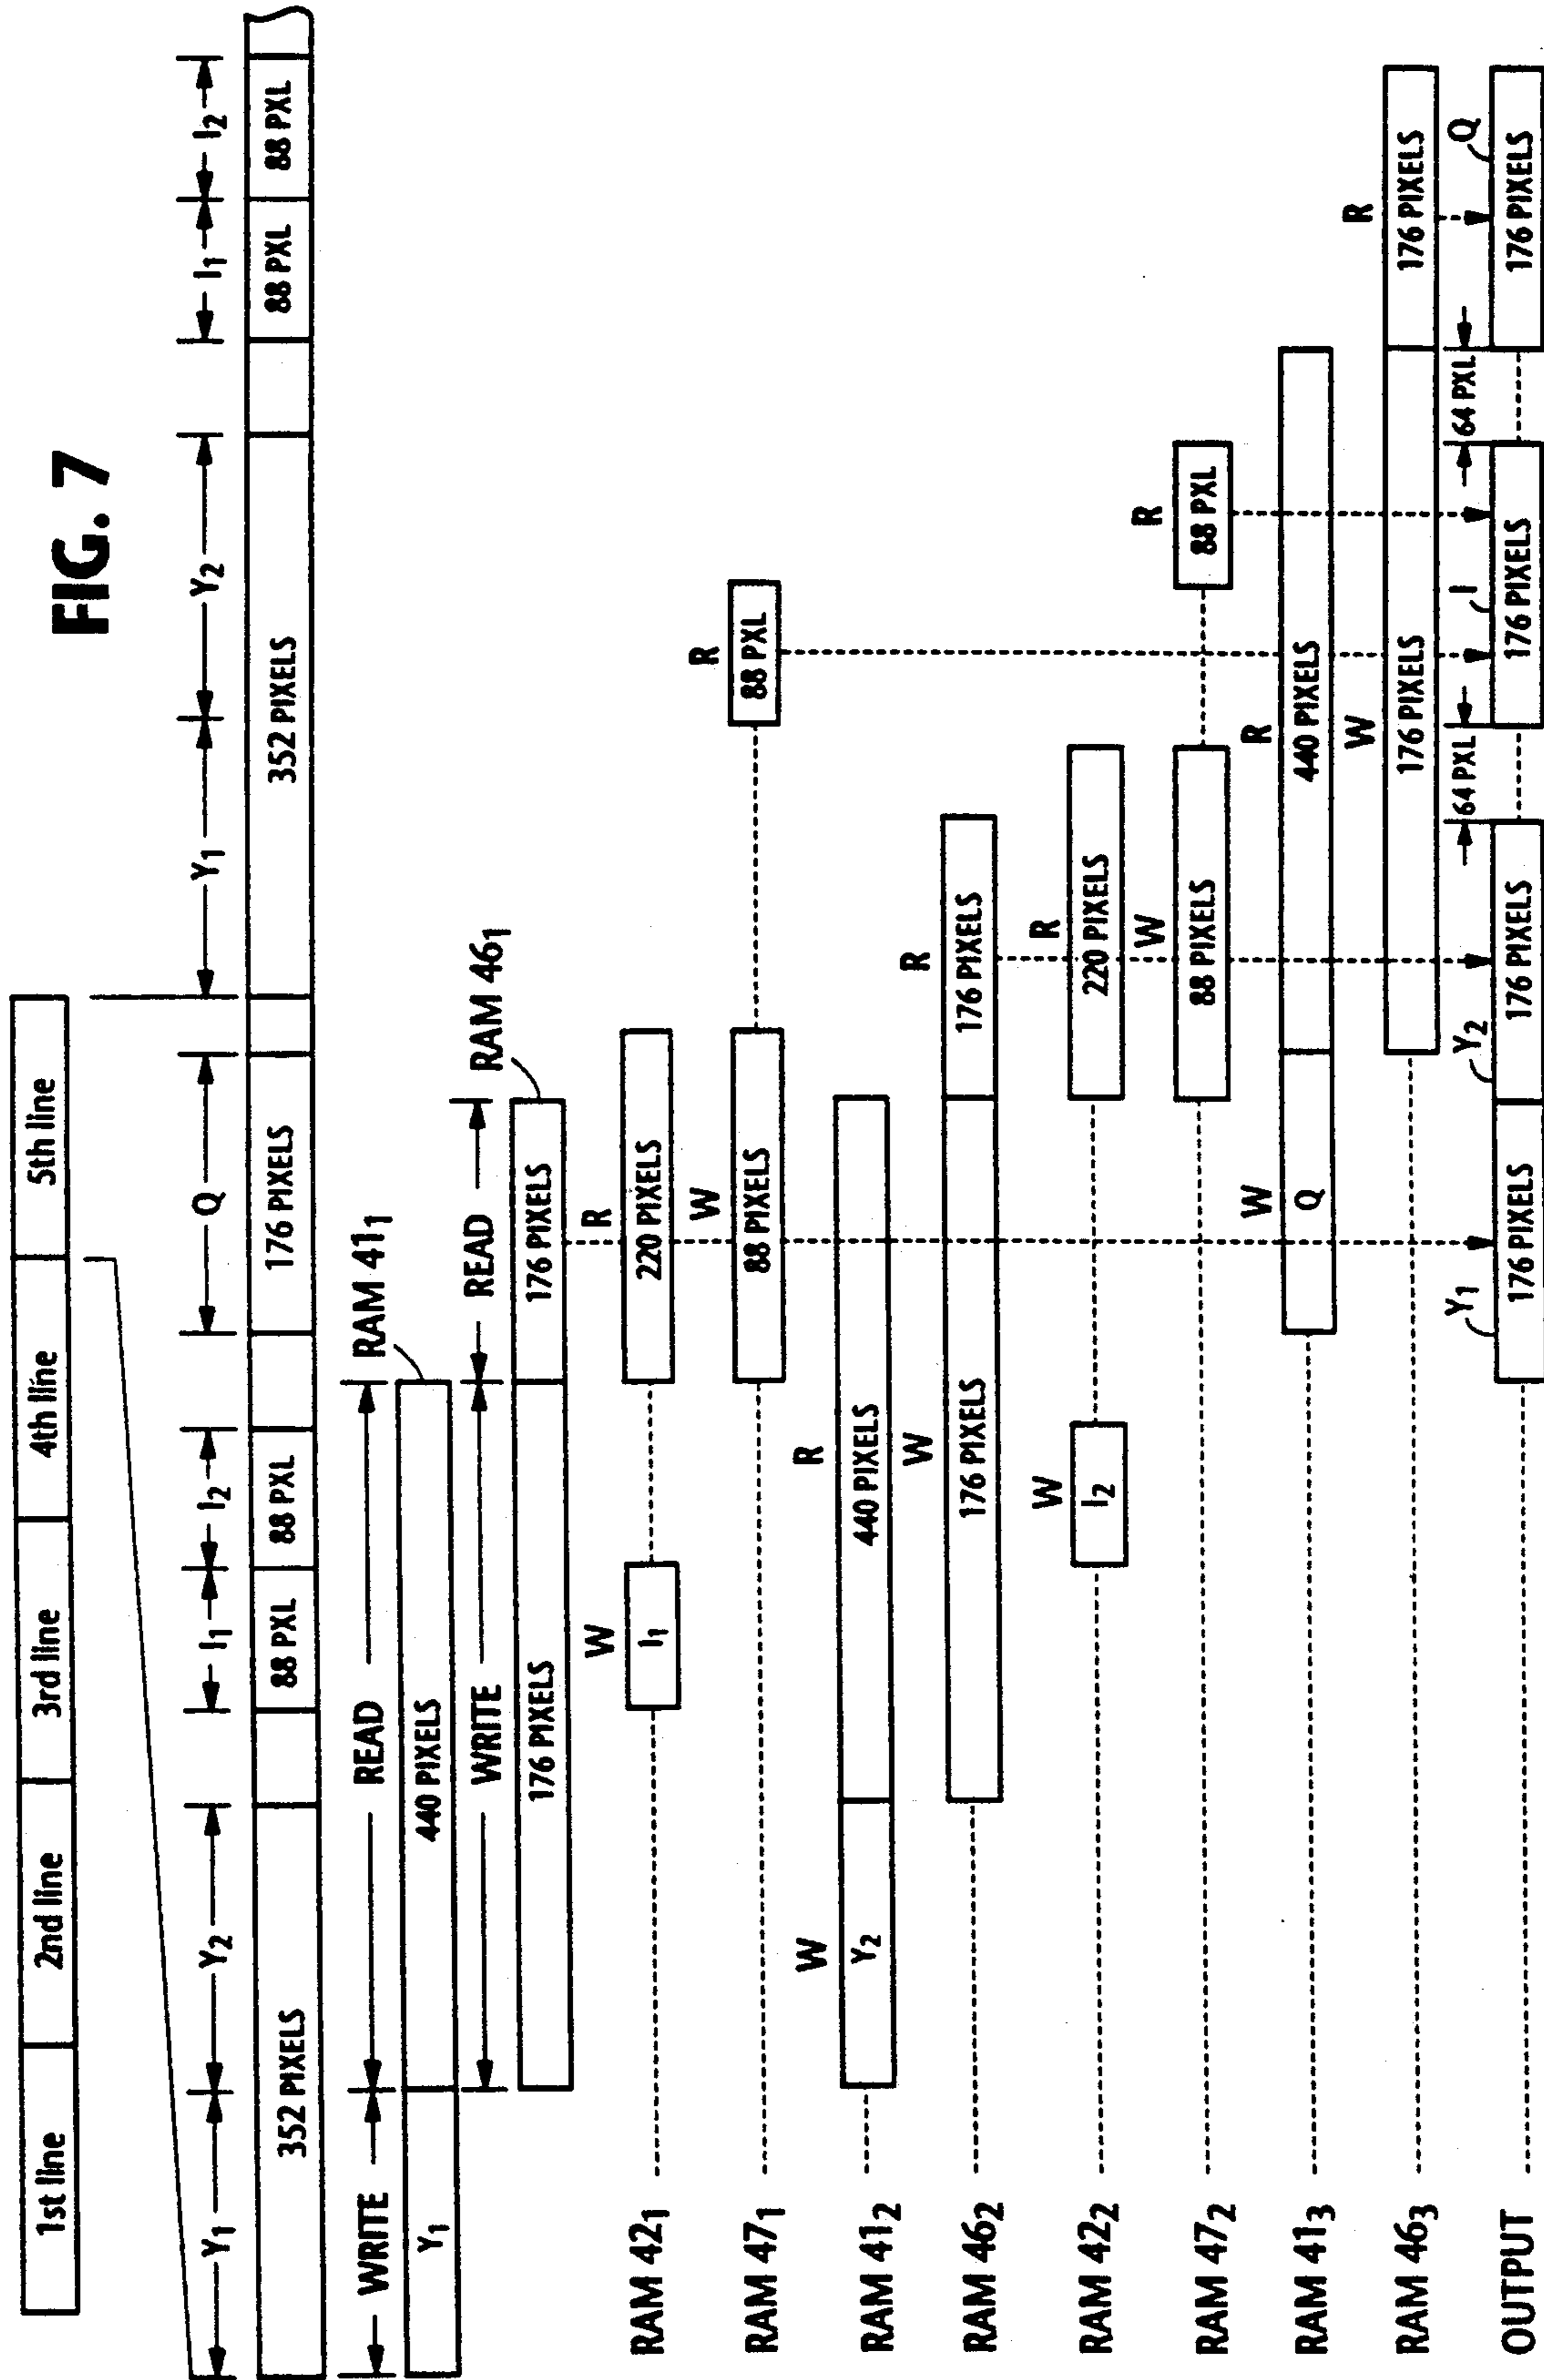 FIG. 7
1st line 2nd line 3rd line 4th line 5th line
Y1 Y2 I1 I2 Q Y1 Y2 I1 I2
352 PIXELS 88 PXL 88 PXL 176 PIXELS 352 PIXELS 88 PXL 88 PXL
WRITE READ RAM 411
Y1 440 PIXELS
WRITE READ RAM 461
176 PIXELS 176 PIXELS
W R
RAM 421 I1 220 PIXELS
W R
RAM 471 88 PIXELS 88 PXL
W R
RAM 412 Y2 440 PIXELS
W R
RAM 462 176 PIXELS 176 PIXELS
W R
RAM 422 I2 220 PIXELS
W R
RAM 472 88 PIXELS 88 PXL
W R
RAM 413 Q 440 PIXELS
W R
RAM 463 176 PIXELS 176 PIXELS
Y1 Y2 64 PXL I 64 PXL Q
OUTPUT 176 PIXELS 176 PIXELS 176 PIXELS 176 PIXELS